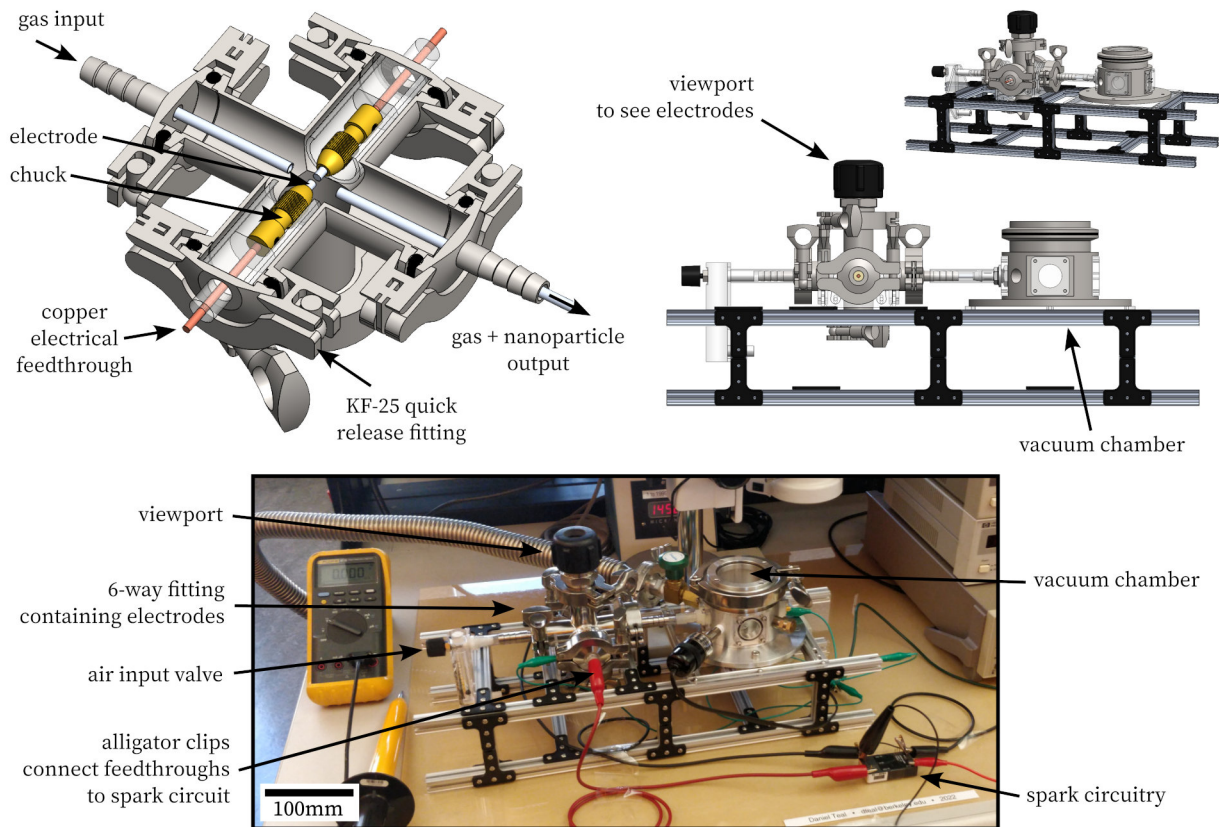 gas input
electrode
chuck
copper
electrical
feedthrough
KF-25 quick
release fitting
gas + nanoparticle
output
viewport
to see electrodes
vacuum chamber
viewport
6-way fitting
containing electrodes
air input valve
alligator clips
connect feedthroughs
to spark circuit
100mm
vacuum chamber
spark circuitry